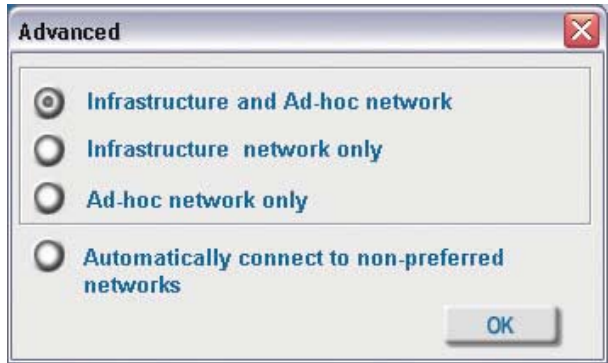 Advanced
Infrastructure and Ad-hoc network
Infrastructure network only
Ad-hoc network only
Automatically connect to non-preferred
networks
OK